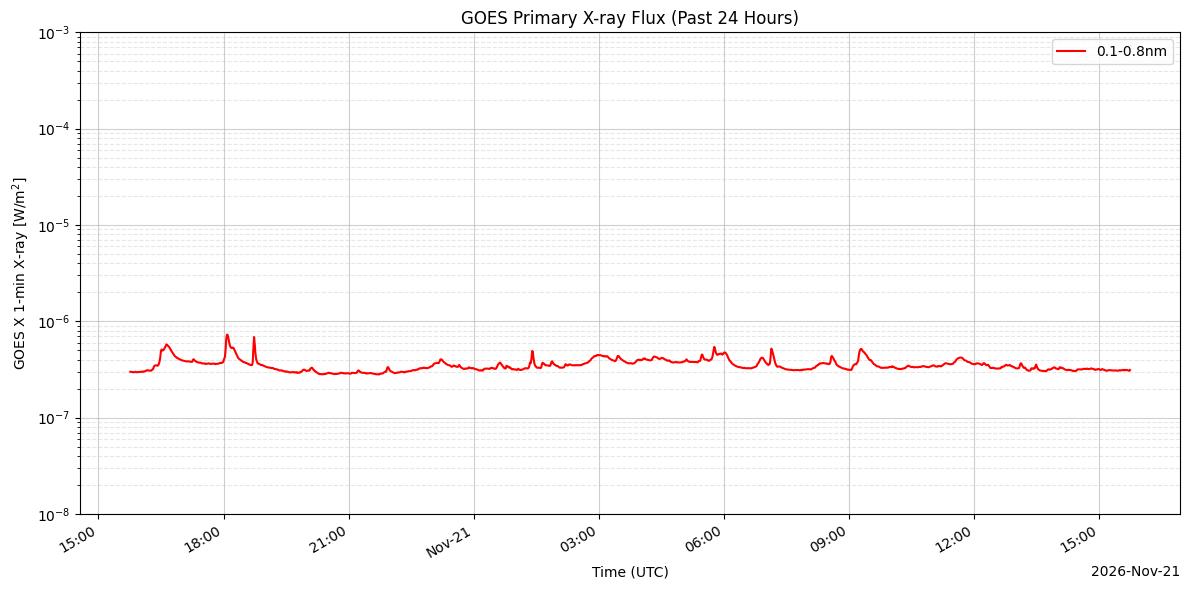 GOES Primary X-ray Flux (Past 24 Hours)
0.1-0.8nm
GOES X 1-min X-ray [W/m²]
10⁻³
10⁻⁴
10⁻⁵
10⁻⁶
10⁻⁷
10⁻⁸
15:00
18:00
21:00
Nov-21
03:00
06:00
09:00
12:00
15:00
Time (UTC)
2026-Nov-21